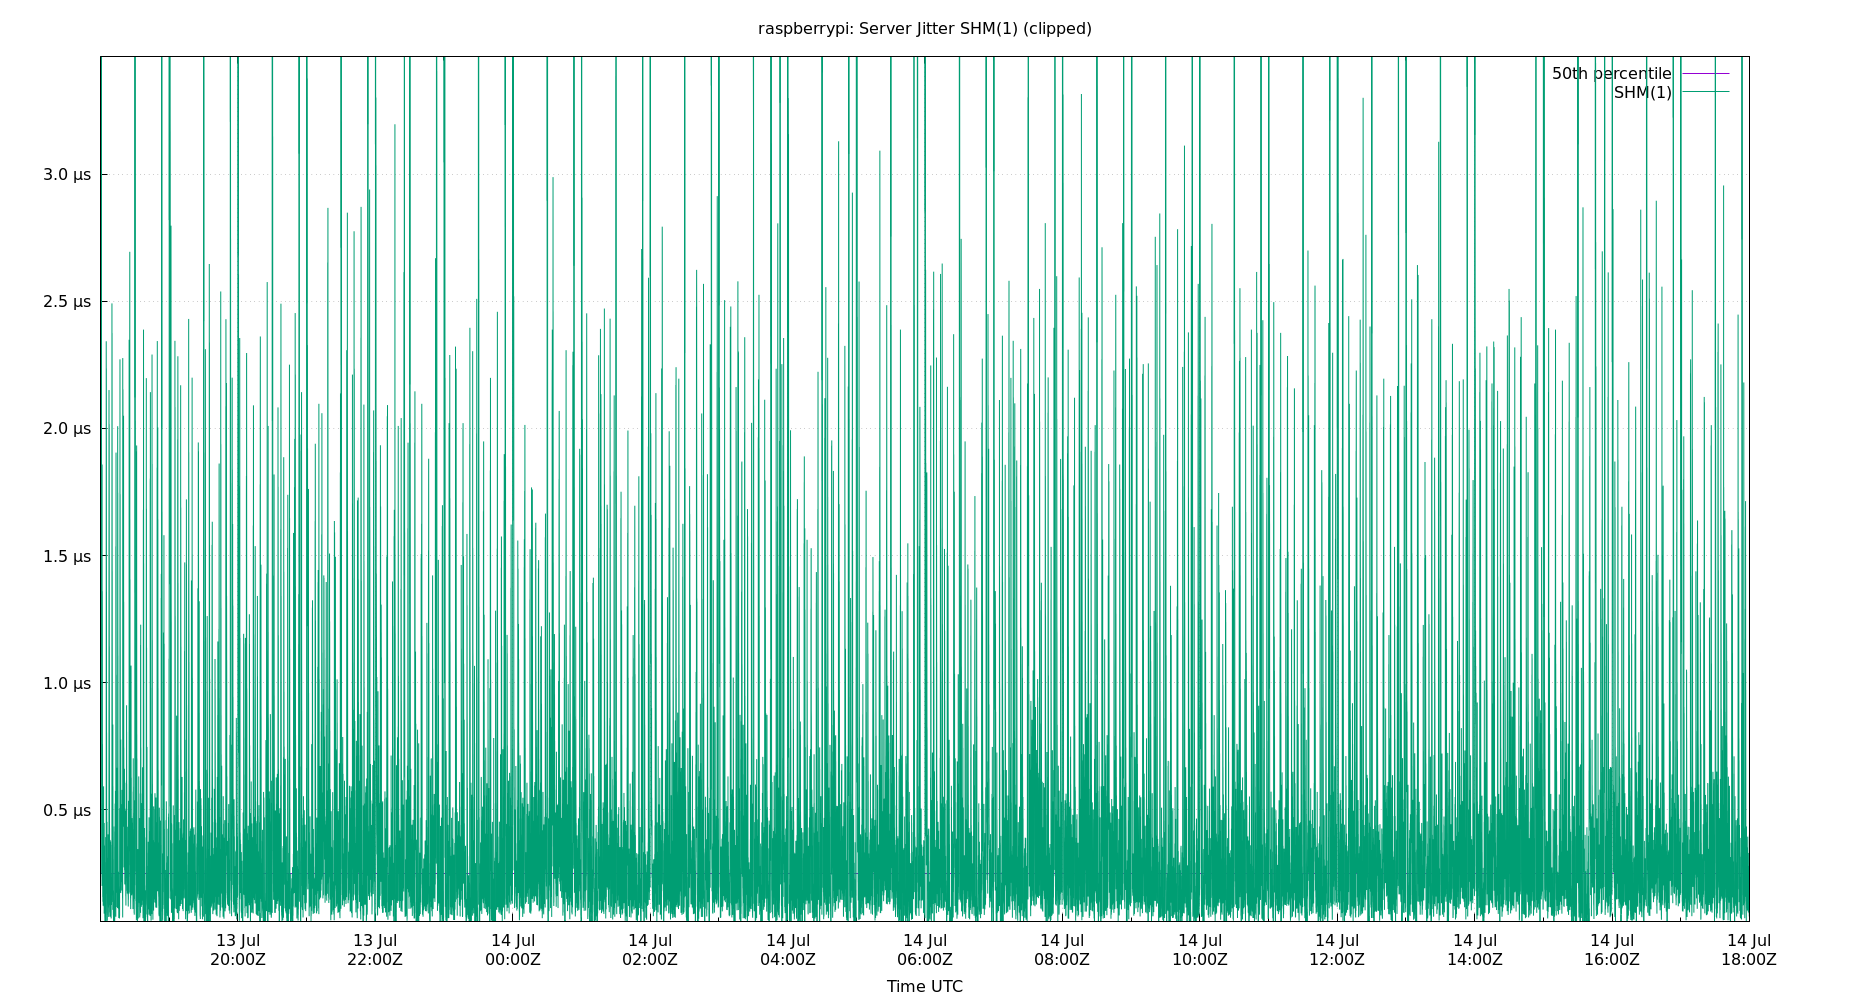 raspberrypi: Server Jitter SHM(1) (clipped)
50th percentile
SHM(1)
3.0 µs
2.5 µs
2.0 µs
1.5 µs
1.0 µs
0.5 µs
13 Jul 13 Jul 14 Jul 14 Jul 14 Jul 14 Jul 14 Jul 14 Jul 14 Jul 14 Jul 14 Jul 14 Jul
20:00Z 22:00Z 00:00Z 02:00Z 04:00Z 06:00Z 08:00Z 10:00Z 12:00Z 14:00Z 16:00Z 18:00Z
Time UTC